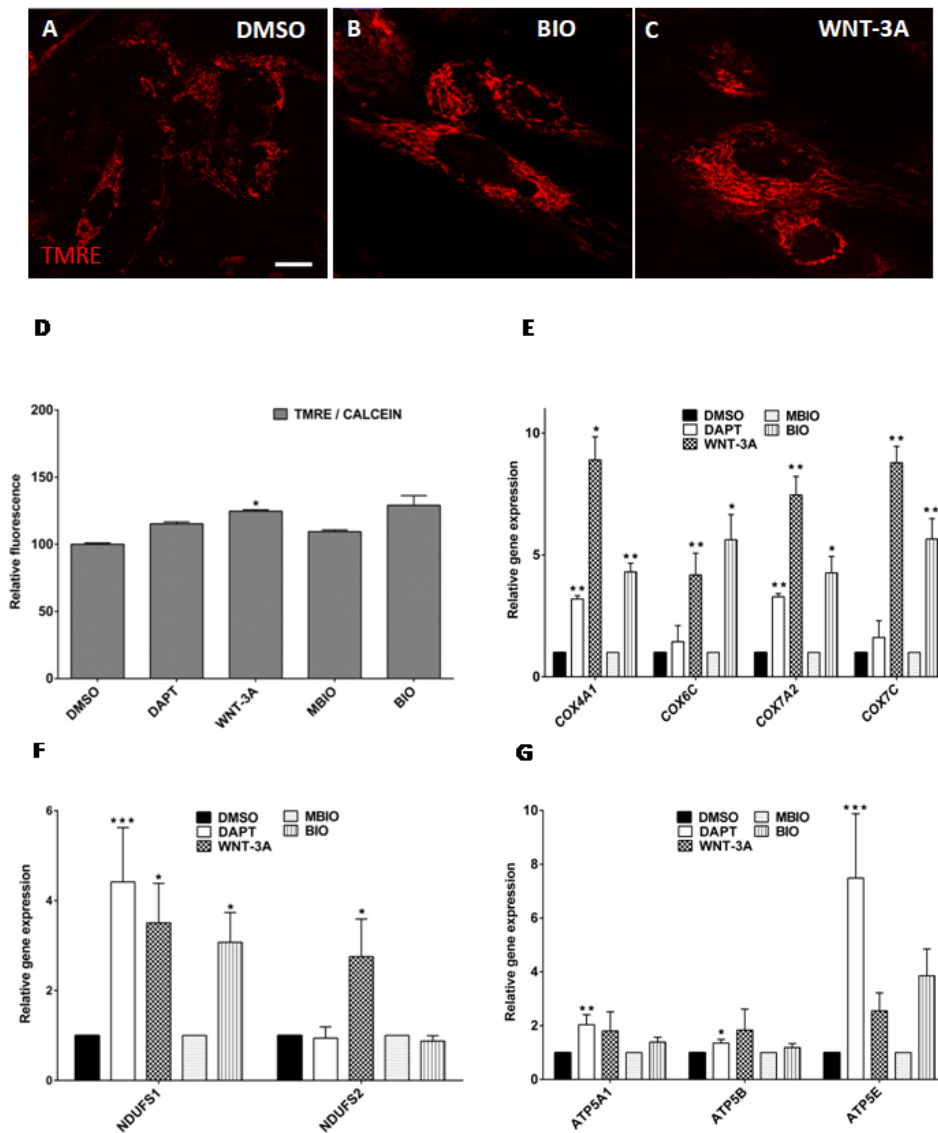 A DMSO
B BIO
C WNT-3A
TMRE
D
E
TMRE / CALCEIN
Relative fluorescence
200
150
100
50
0
DMSO
DAPT
WNT-3A
MBIO
BIO
DMSO
DAPT
WNT-3A
MBIO
BIO
Relative gene expression
10
5
0
*
**
*
**
**
**
*
**
**
*
**
**
COX4A1
COX6C
COX7A2
COX7C
F
G
DMSO
DAPT
WNT-3A
MBIO
BIO
Relative gene expression
6
4
2
0
***
*
*
*
NDUFS1
NDUFS2
DMSO
DAPT
WNT-3A
MBIO
BIO
Relative gene expression
10
8
6
4
2
0
**
*
***
ATP5A1
ATP5B
ATP5E